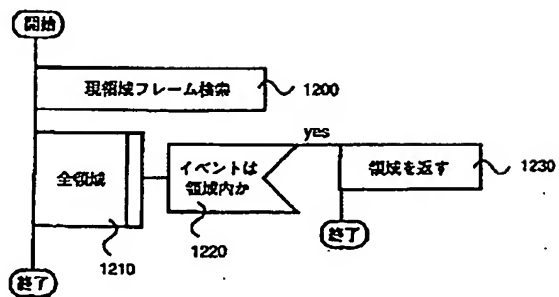 開始
現領域フレーム検索
1200
全領域
1210
イベントは
領域内か
1220
yes
領域を返す
1230
終了
終了